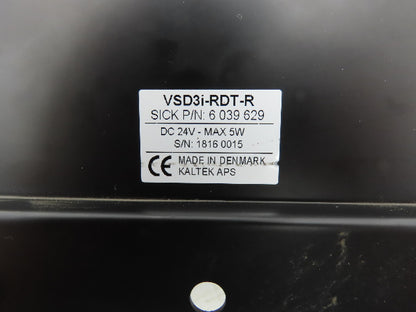 VSD3i-RDT-R
SICK P/N: 6 039 629
DC 24V - MAX 5W
S/N: 1816 0015
CE MADE IN DENMARK
KALTEK APS